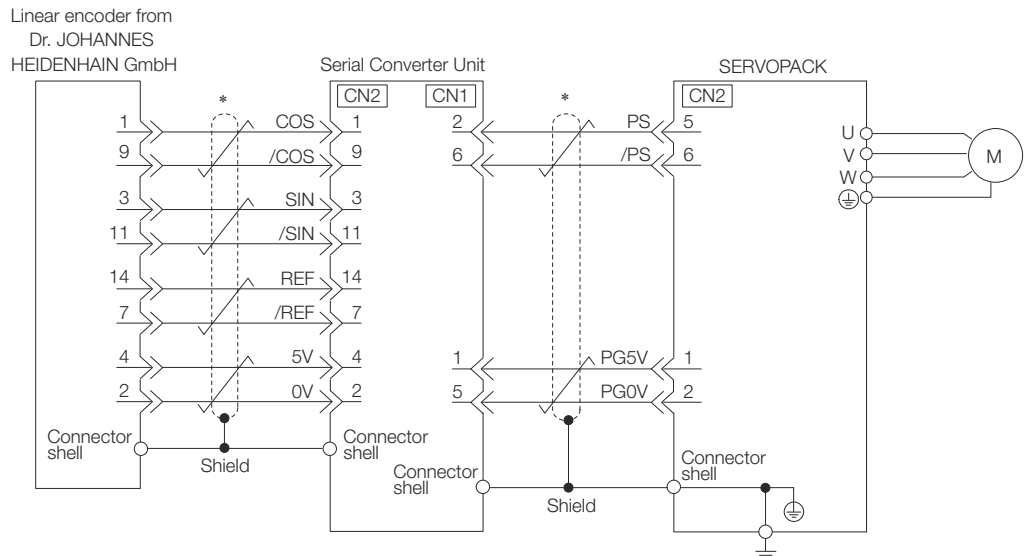 Linear encoder from
Dr. JOHANNES
HEIDENHAIN GmbH
Serial Converter Unit
SERVOPACK
CN2
CN1
CN2
*
*
1 COS 1
9 /COS 9
3 SIN 3
11 /SIN 11
14 REF 14
7 /REF 7
4 5V 4
2 0V 2
Connector
shell
Shield
Connector
shell
2 PS 5
6 /PS 6
1 PG5V 1
5 PG0V 2
Connector
shell
Shield
Connector
shell
U
V
W
M